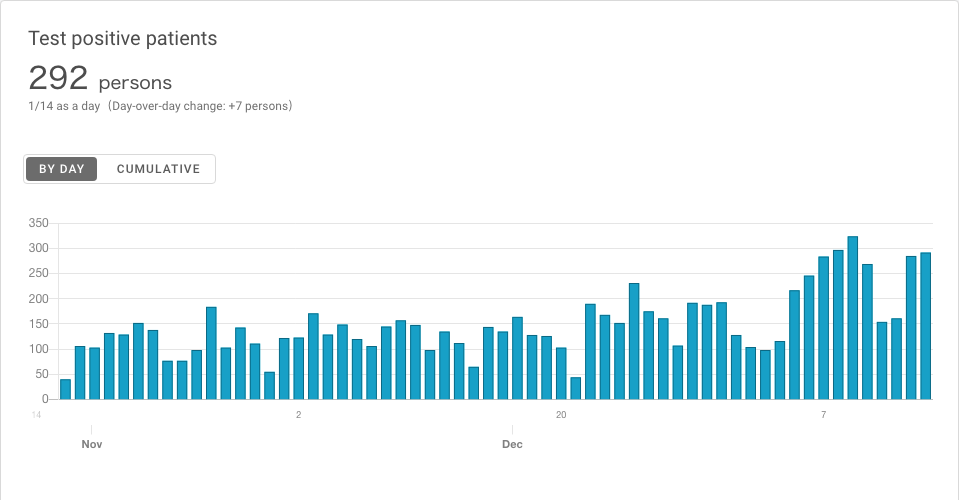 Test positive patients
292 persons
1/14 as a day（Day-over-day change: +7 persons）
BY DAY CUMULATIVE
350
300
250
200
150
100
50
0
14 2 20 7
Nov Dec